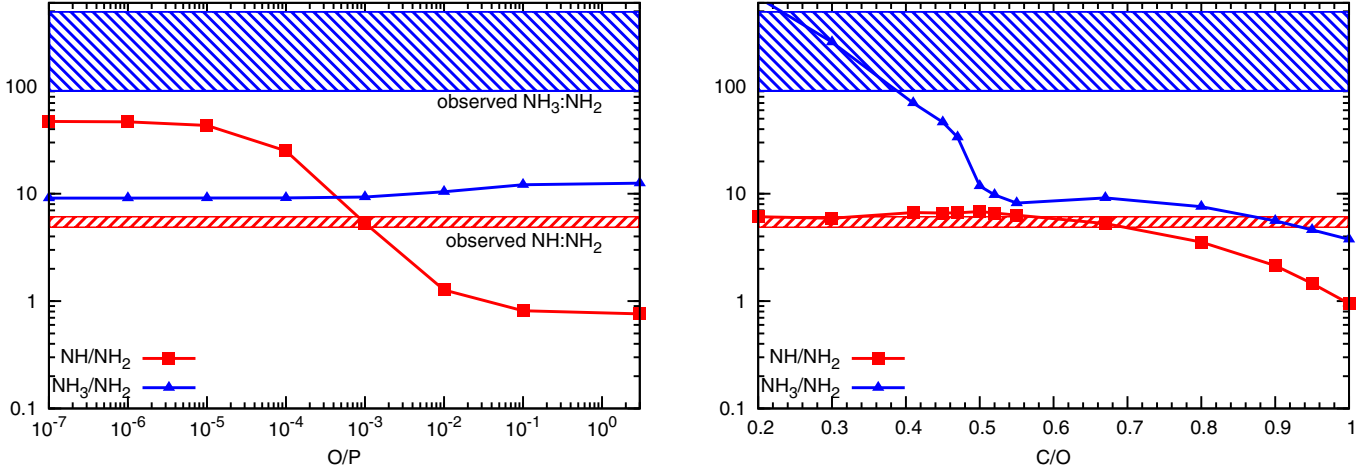 100
10
1
0.1
observed NH₃:NH₂
observed NH:NH₂
NH/NH₂
NH₃/NH₂
10⁻⁷ 10⁻⁶ 10⁻⁵ 10⁻⁴ 10⁻³ 10⁻² 10⁻¹ 10⁰
O/P
100
10
1
0.1
NH/NH₂
NH₃/NH₂
0.2 0.3 0.4 0.5 0.6 0.7 0.8 0.9 1
C/O